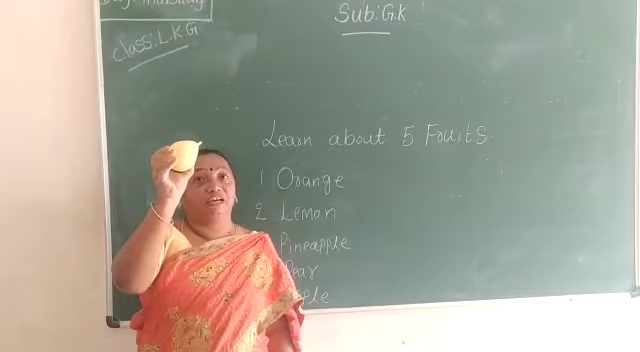 Sub: G.K
Class: L.K.G
Learn about 5 Fruits.
1 Orange
2 Lemon
Pineapple